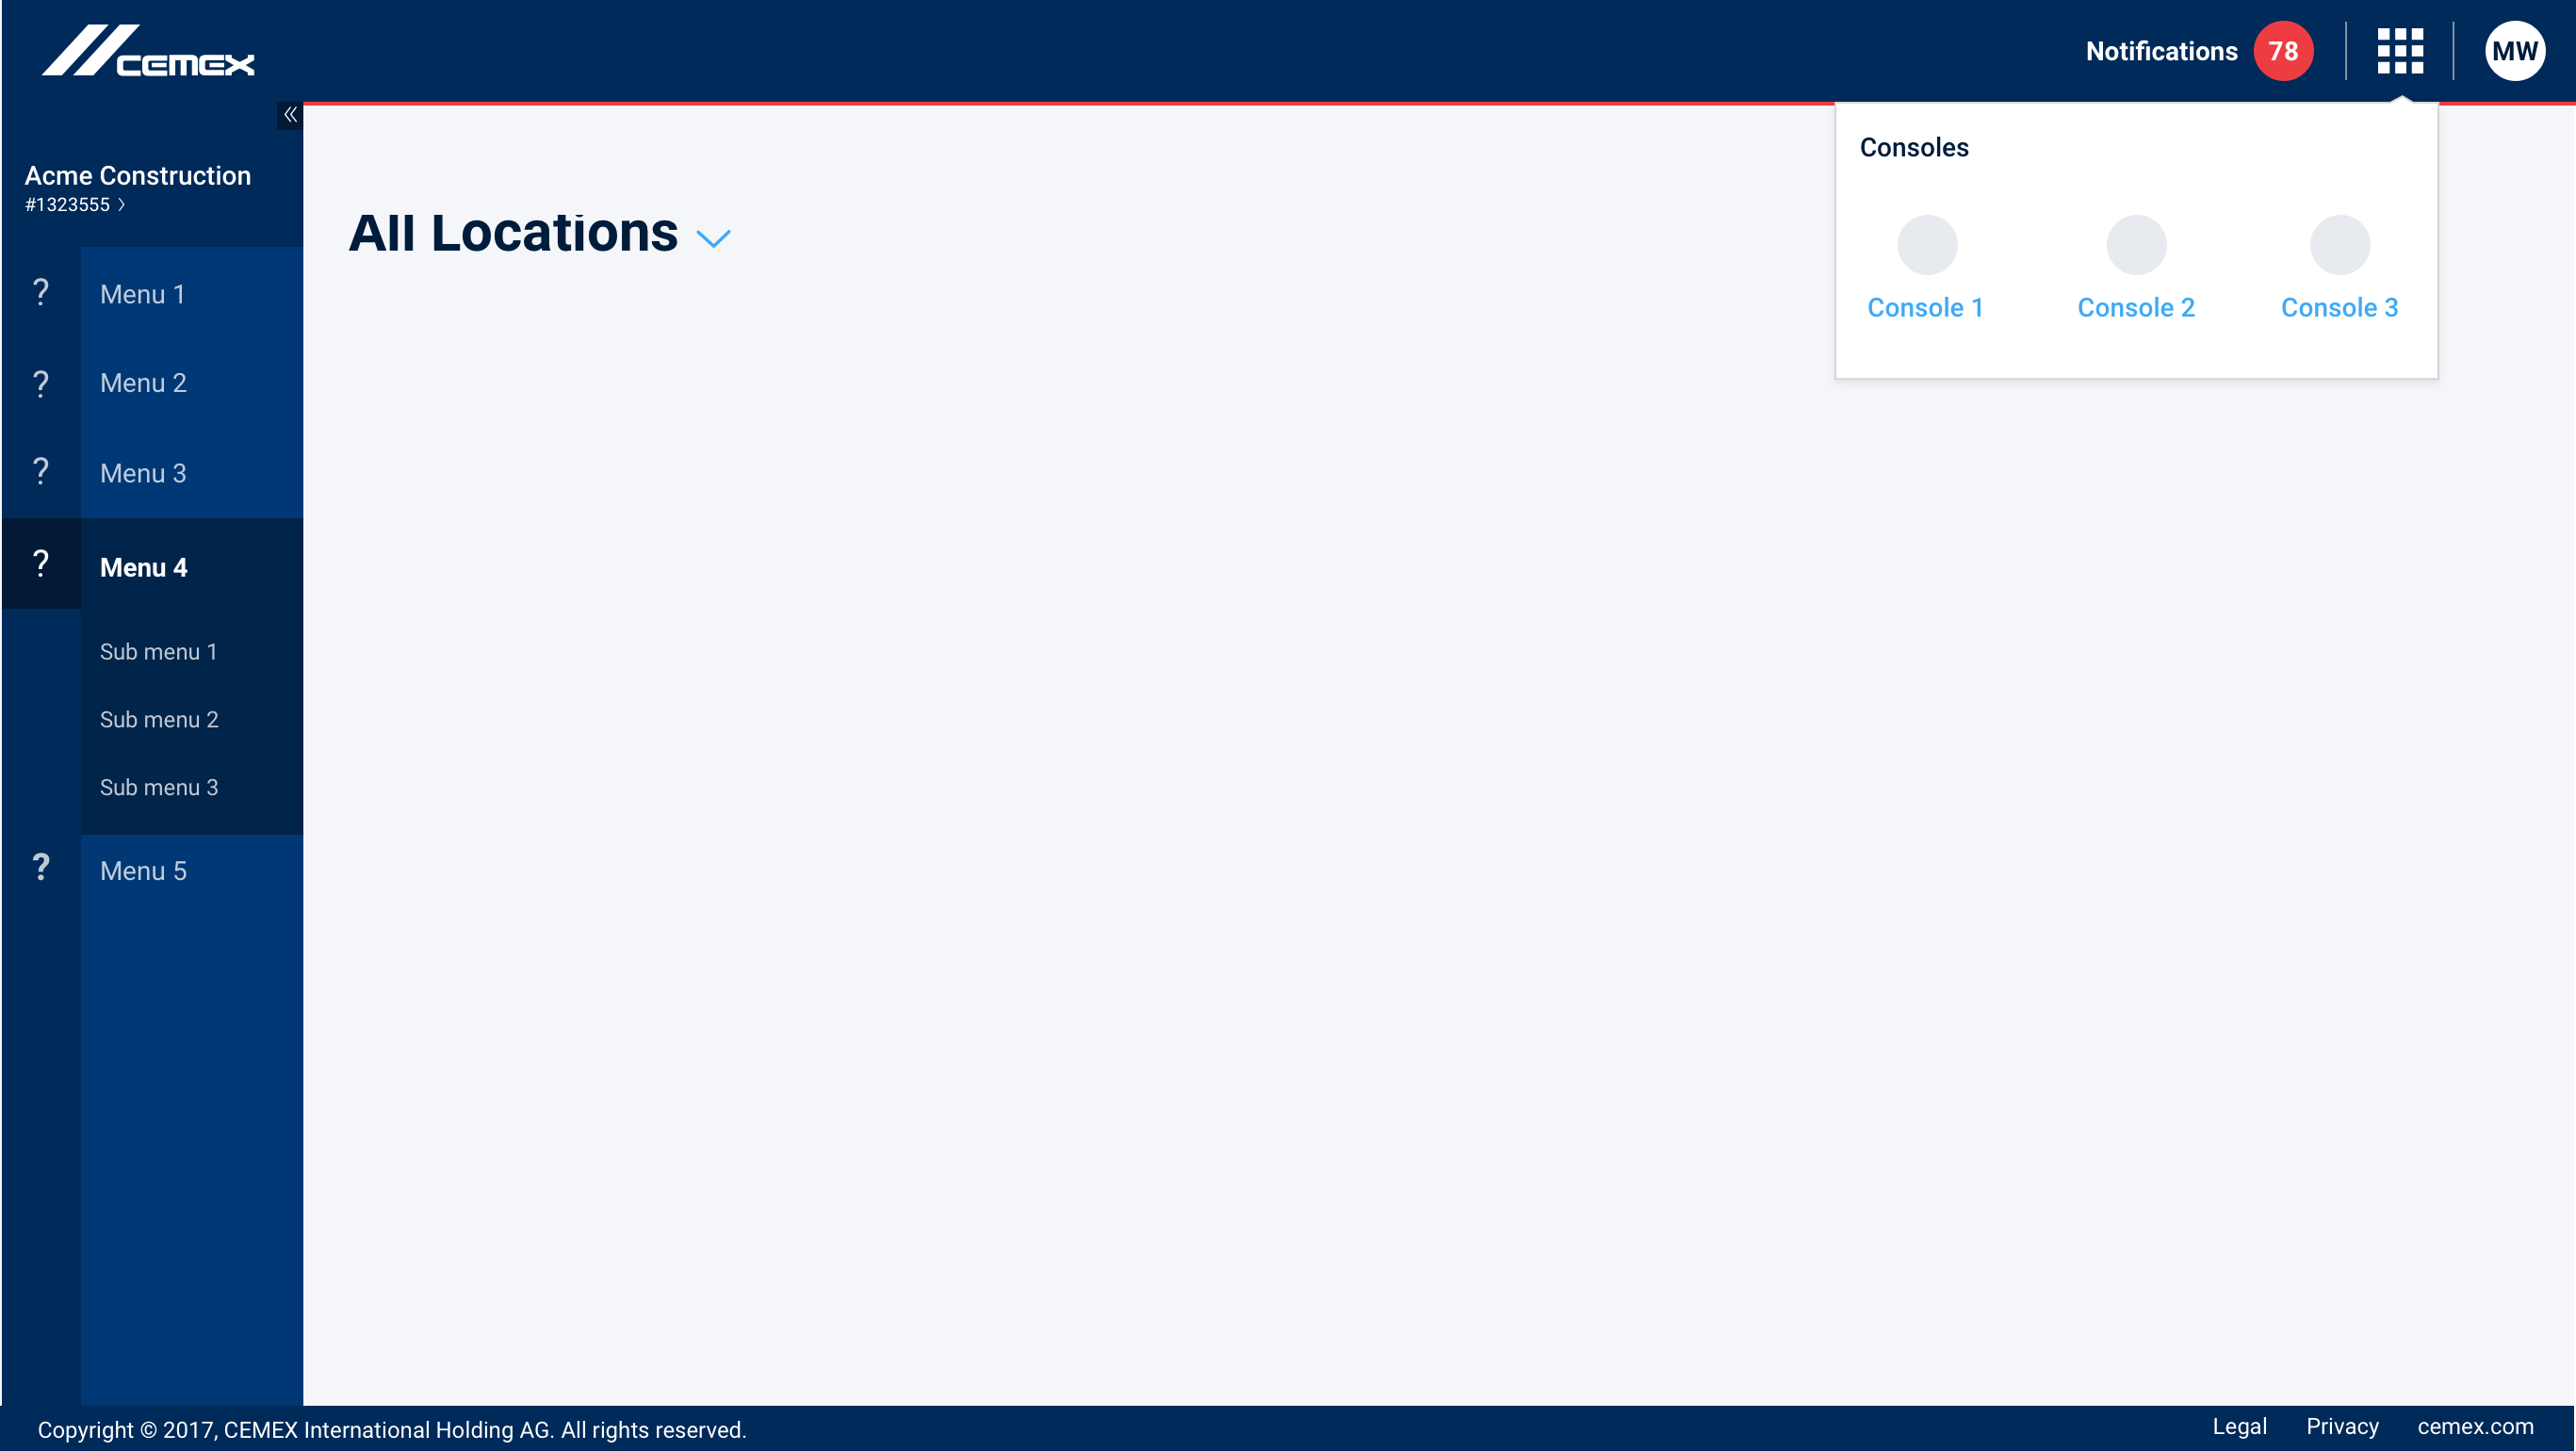 CEMEX
Notifications 78
MW
«
Acme Construction
#1323555 >
All Locations
Consoles
Console 1
Console 2
Console 3
? Menu 1
? Menu 2
? Menu 3
? Menu 4
Sub menu 1
Sub menu 2
Sub menu 3
? Menu 5
Copyright © 2017, CEMEX International Holding AG. All rights reserved.
Legal Privacy cemex.com